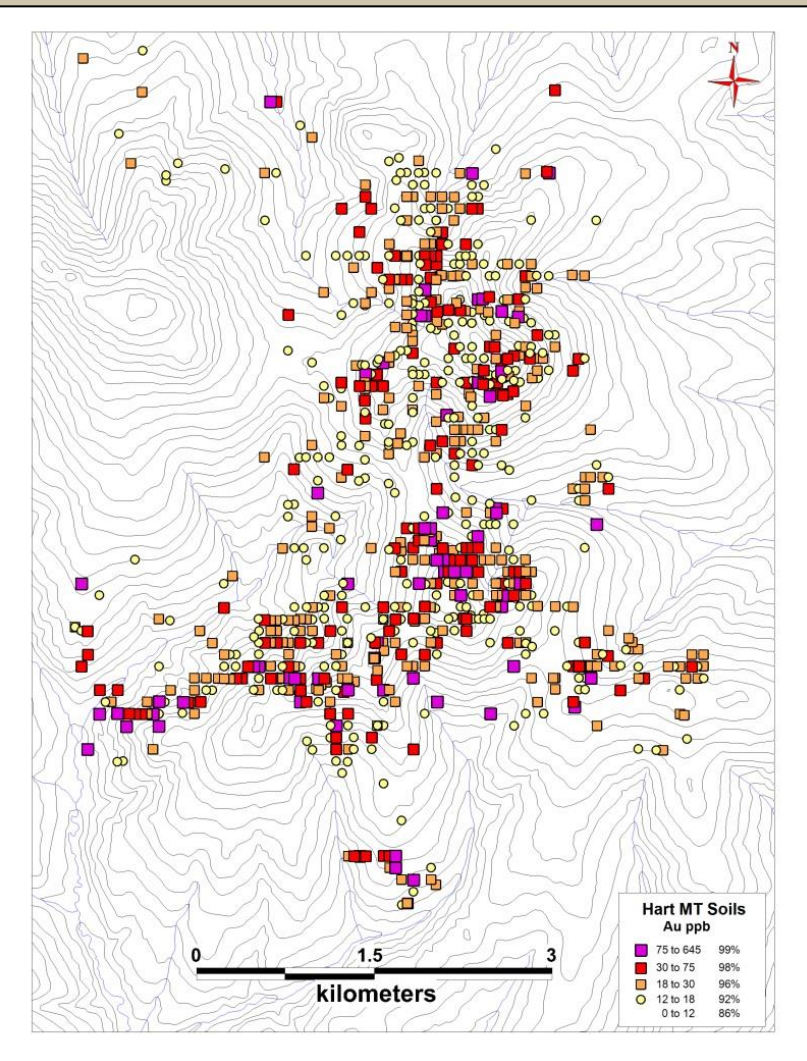 N
Hart MT Soils
Au ppb
75 to 645 99%
30 to 75 98%
18 to 30 96%
12 to 18 92%
0 to 12 86%
0 1.5 3
kilometers